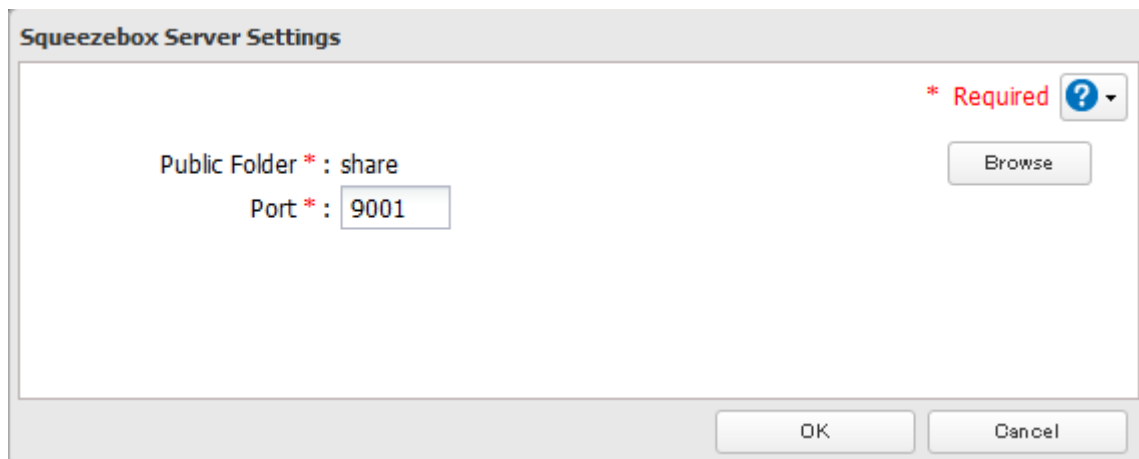 Squeezebox Server Settings
* Required ?
Public Folder * : share
Browse
Port * : 9001
OK
Cancel